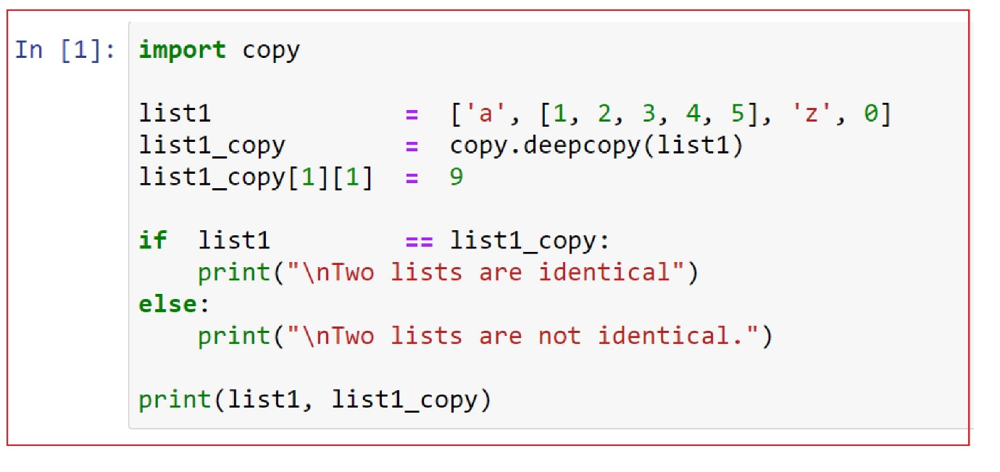 In [1]: import copy
list1 = ['a', [1, 2, 3, 4, 5], 'z', 0]
list1_copy = copy.deepcopy(list1)
list1_copy[1][1] = 9
if list1 == list1_copy:
print("\nTwo lists are identical")
else:
print("\nTwo lists are not identical.")
print(list1, list1_copy)